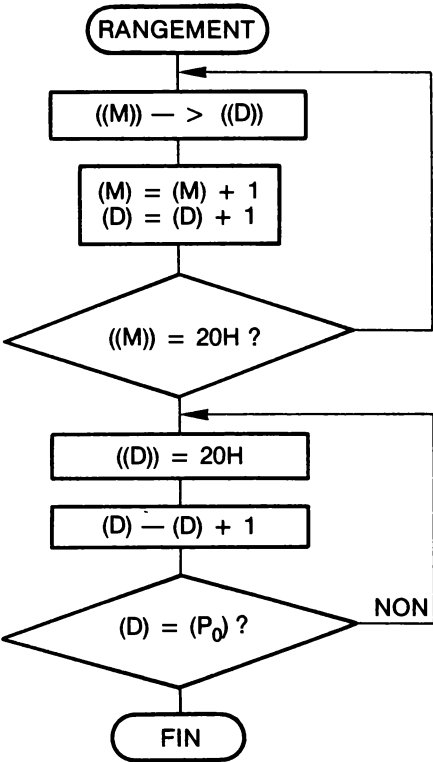 RANGEMENT
((M)) — > ((D))
(M) = (M) + 1
(D) = (D) + 1
((M)) = 20H ?
((D)) = 20H
(D) — (D) + 1
(D) = (P₀) ?
NON
FIN